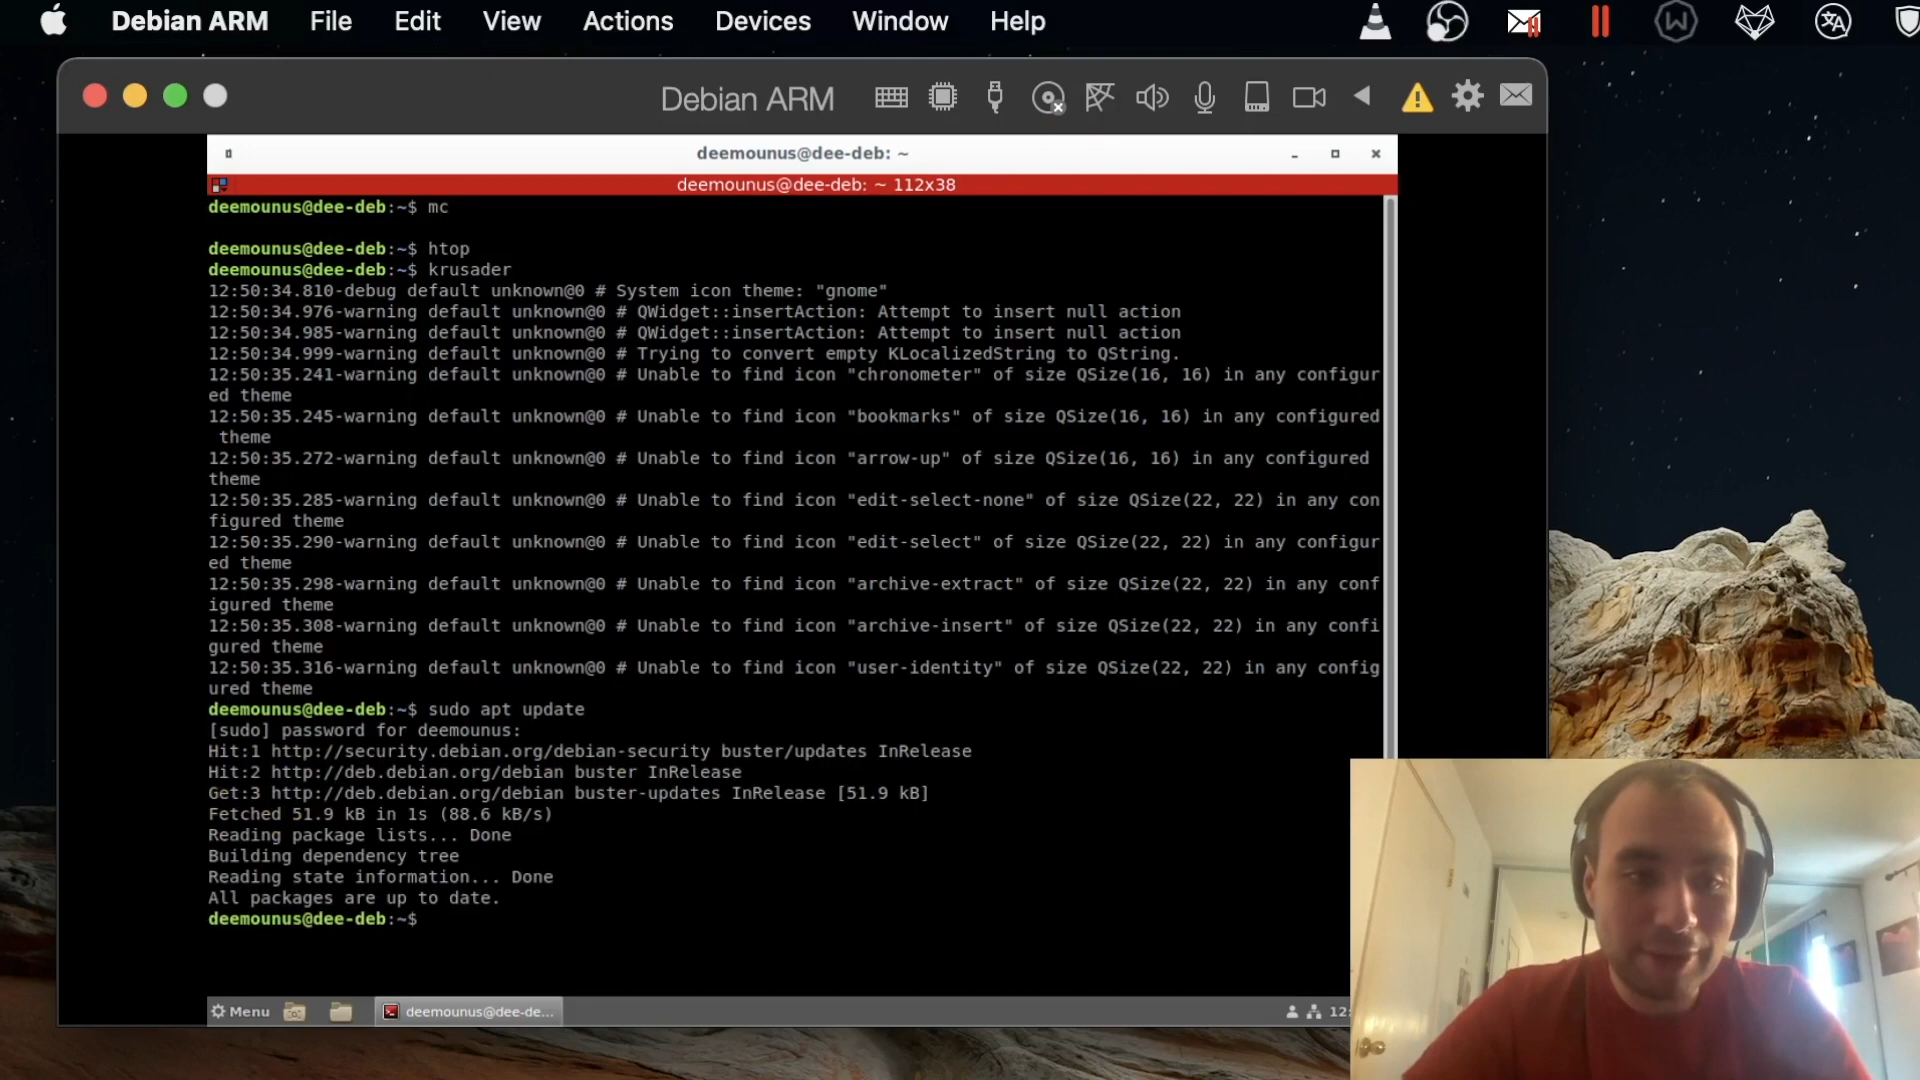 Debian ARM File Edit View Actions Devices Window Help
Debian ARM
deemounus@dee-deb: ~
deemounus@dee-deb: ~ 112x38
deemounus@dee-deb:~$ mc
deemounus@dee-deb:~$ htop
deemounus@dee-deb:~$ krusader
12:50:34.810-debug default unknown@0 # System icon theme: "gnome"
12:50:34.976-warning default unknown@0 # QWidget::insertAction: Attempt to insert null action
12:50:34.985-warning default unknown@0 # QWidget::insertAction: Attempt to insert null action
12:50:34.999-warning default unknown@0 # Trying to convert empty KLocalizedString to QString.
12:50:35.241-warning default unknown@0 # Unable to find icon "chronometer" of size QSize(16, 16) in any configur
ed theme
12:50:35.245-warning default unknown@0 # Unable to find icon "bookmarks" of size QSize(16, 16) in any configured
theme
12:50:35.272-warning default unknown@0 # Unable to find icon "arrow-up" of size QSize(16, 16) in any configured
theme
12:50:35.285-warning default unknown@0 # Unable to find icon "edit-select-none" of size QSize(22, 22) in any con
figured theme
12:50:35.290-warning default unknown@0 # Unable to find icon "edit-select" of size QSize(22, 22) in any configur
ed theme
12:50:35.298-warning default unknown@0 # Unable to find icon "archive-extract" of size QSize(22, 22) in any conf
igured theme
12:50:35.308-warning default unknown@0 # Unable to find icon "archive-insert" of size QSize(22, 22) in any confi
gured theme
12:50:35.316-warning default unknown@0 # Unable to find icon "user-identity" of size QSize(22, 22) in any config
ured theme
deemounus@dee-deb:~$ sudo apt update
[sudo] password for deemounus:
Hit:1 http://security.debian.org/debian-security buster/updates InRelease
Hit:2 http://deb.debian.org/debian buster InRelease
Get:3 http://deb.debian.org/debian buster-updates InRelease [51.9 kB]
Fetched 51.9 kB in 1s (88.6 kB/s)
Reading package lists... Done
Building dependency tree
Reading state information... Done
All packages are up to date.
deemounus@dee-deb:~$
Menu deemounus@dee-de... 12: